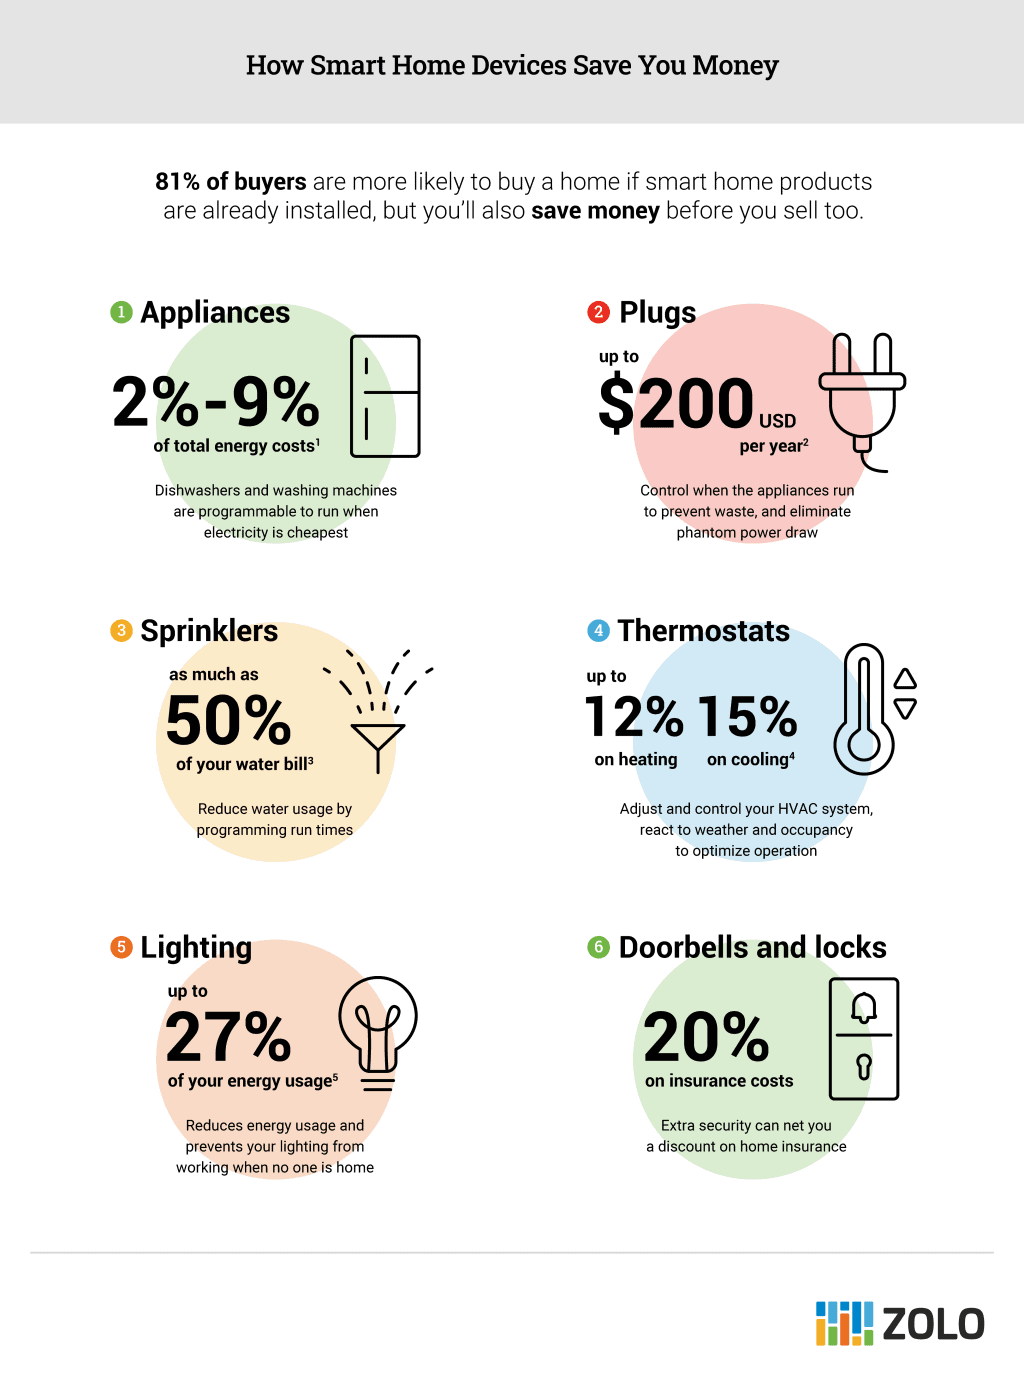 How Smart Home Devices Save You Money
81% of buyers are more likely to buy a home if smart home products
are already installed, but you'll also save money before you sell too.
1 Appliances
2%-9%
of total energy costs¹
Dishwashers and washing machines
are programmable to run when
electricity is cheapest
2 Plugs
up to
$200 USD
per year²
Control when the appliances run
to prevent waste, and eliminate
phantom power draw
3 Sprinklers
as much as
50%
of your water bill³
Reduce water usage by
programming run times
4 Thermostats
up to
12% 15%
on heating on cooling⁴
Adjust and control your HVAC system,
react to weather and occupancy
to optimize operation
5 Lighting
up to
27%
of your energy usage⁵
Reduces energy usage and
prevents your lighting from
working when no one is home
6 Doorbells and locks
20%
on insurance costs
Extra security can net you
a discount on home insurance
ZOLO